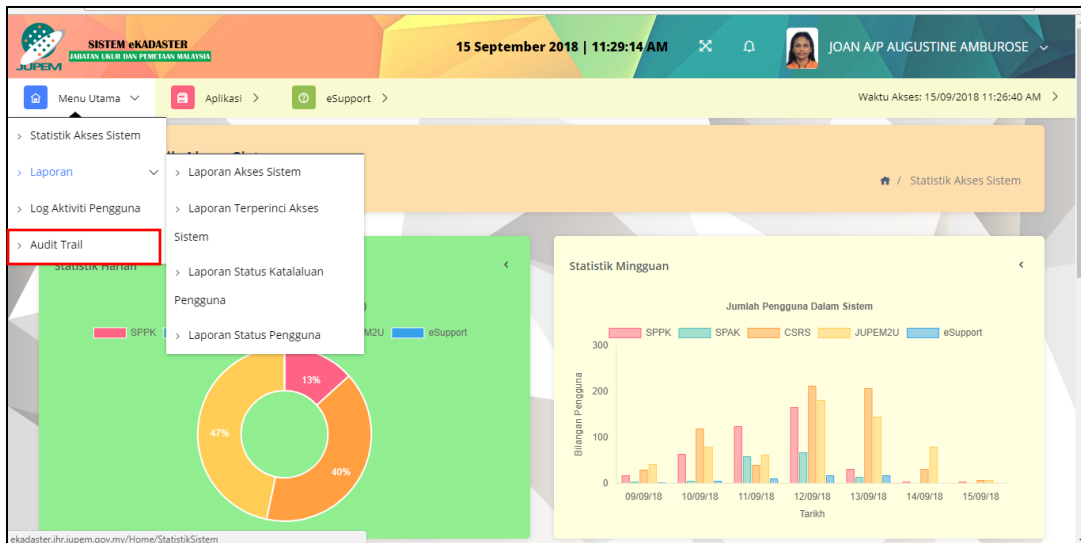 JUPEM
SISTEM eKADASTER
JABATAN UKUR DAN PEMETAAN MALAYSIA
15 September 2018 | 11:29:14 AM
JOAN A/P AUGUSTINE AMBUROSE
Menu Utama
Aplikasi >
eSupport >
Waktu Akses: 15/09/2018 11:26:40 AM >
> Statistik Akses Sistem
> Laporan
> Log Aktiviti Pengguna
> Audit Trail
> Laporan Akses Sistem
> Laporan Terperinci Akses
Sistem
> Laporan Status Katalaluan
Pengguna
> Laporan Status Pengguna
/ Statistik Akses Sistem
Statistik Harian
SPPK
M2U
eSupport
13%
47%
40%
Statistik Mingguan
Jumlah Pengguna Dalam Sistem
SPPK SPAK CSRS JUPEM2U eSupport
Bilangan Pengguna
300
200
100
0
09/09/18 10/09/18 11/09/18 12/09/18 13/09/18 14/09/18 15/09/18
Tarikh
ekadaster.jhr.jupem.gov.my/Home/StatistikSistem